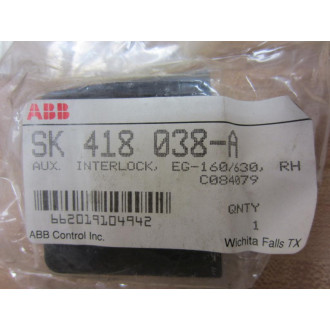 ABB
SK 418 038-A
AUX. INTERLOCK, EG-160/630, RH
C084079
662019104942
QNTY
1
ABB Control Inc.
Wichita Falls TX